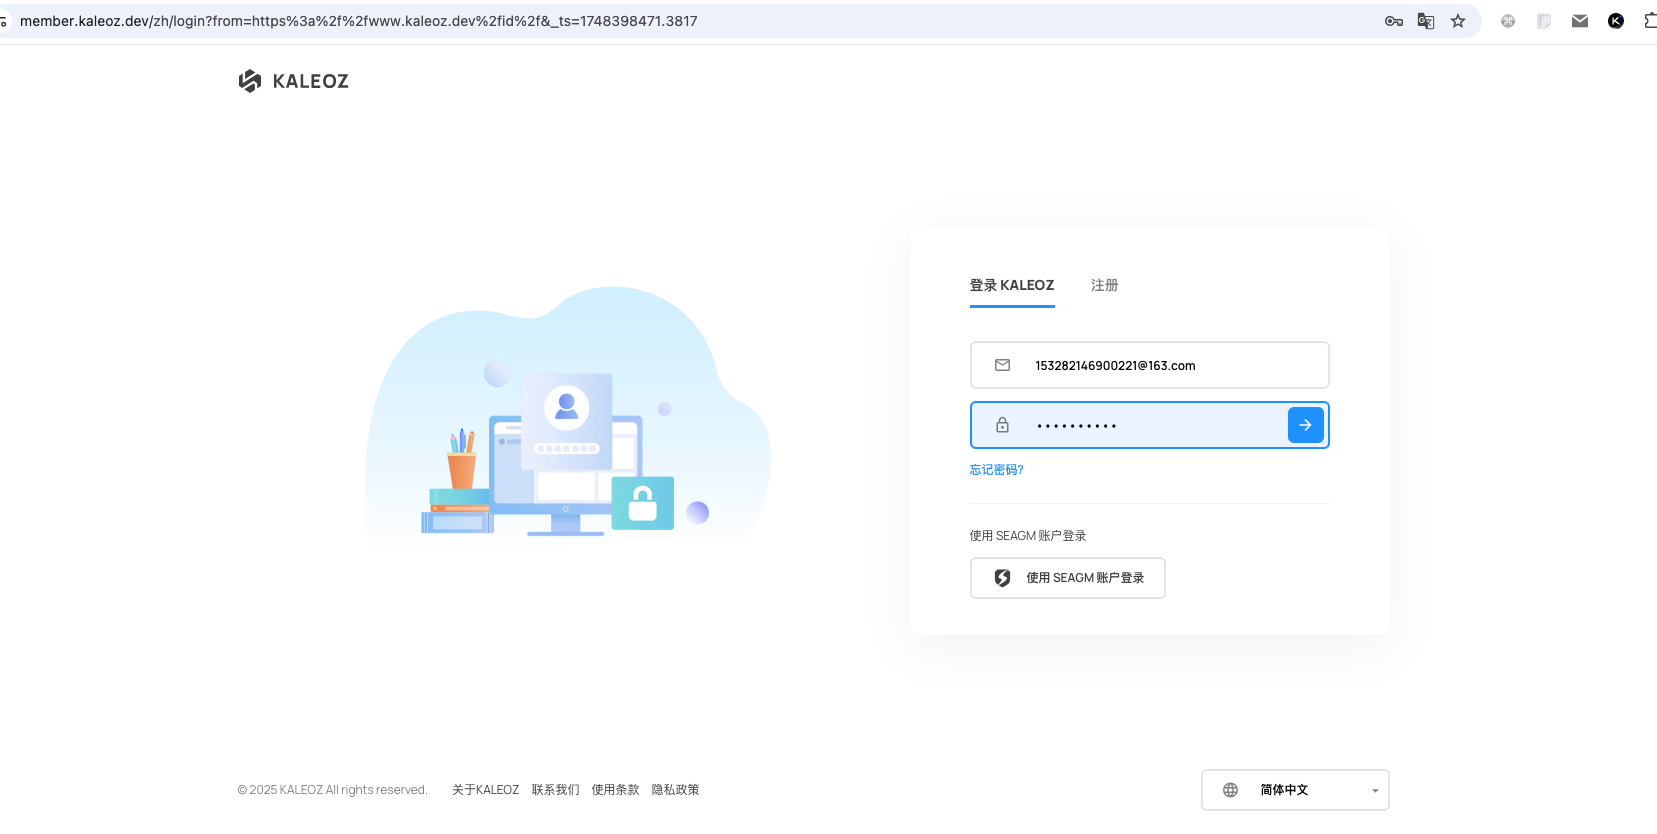 member.kaleoz.dev/zh/login?from=https%3a%2f%2fwww.kaleoz.dev%2fid%2f&_ts=1748398471.3817
KALEOZ
登录 KALEOZ 注册
153282146900221@163.com
••••••••••
忘记密码?
使用 SEAGM 账户登录
使用 SEAGM 账户登录
© 2025 KALEOZ All rights reserved. 关于KALEOZ 联系我们 使用条款 隐私政策
简体中文